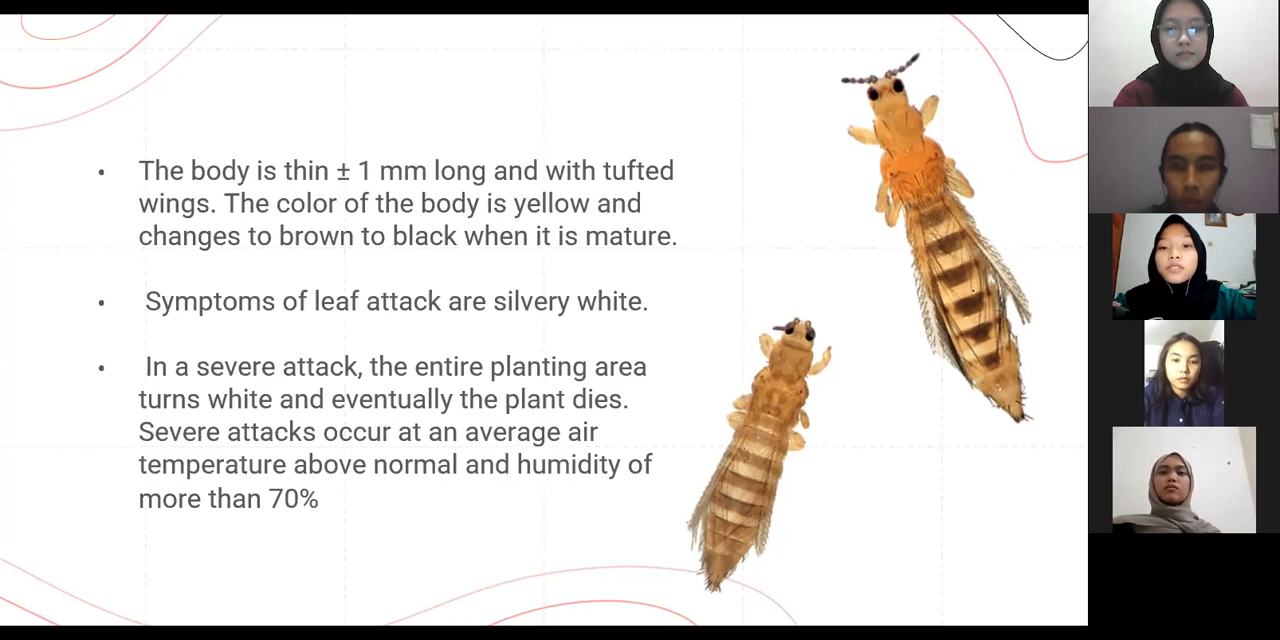 • The body is thin ± 1 mm long and with tufted
wings. The color of the body is yellow and
changes to brown to black when it is mature.
• Symptoms of leaf attack are silvery white.
• In a severe attack, the entire planting area
turns white and eventually the plant dies.
Severe attacks occur at an average air
temperature above normal and humidity of
more than 70%